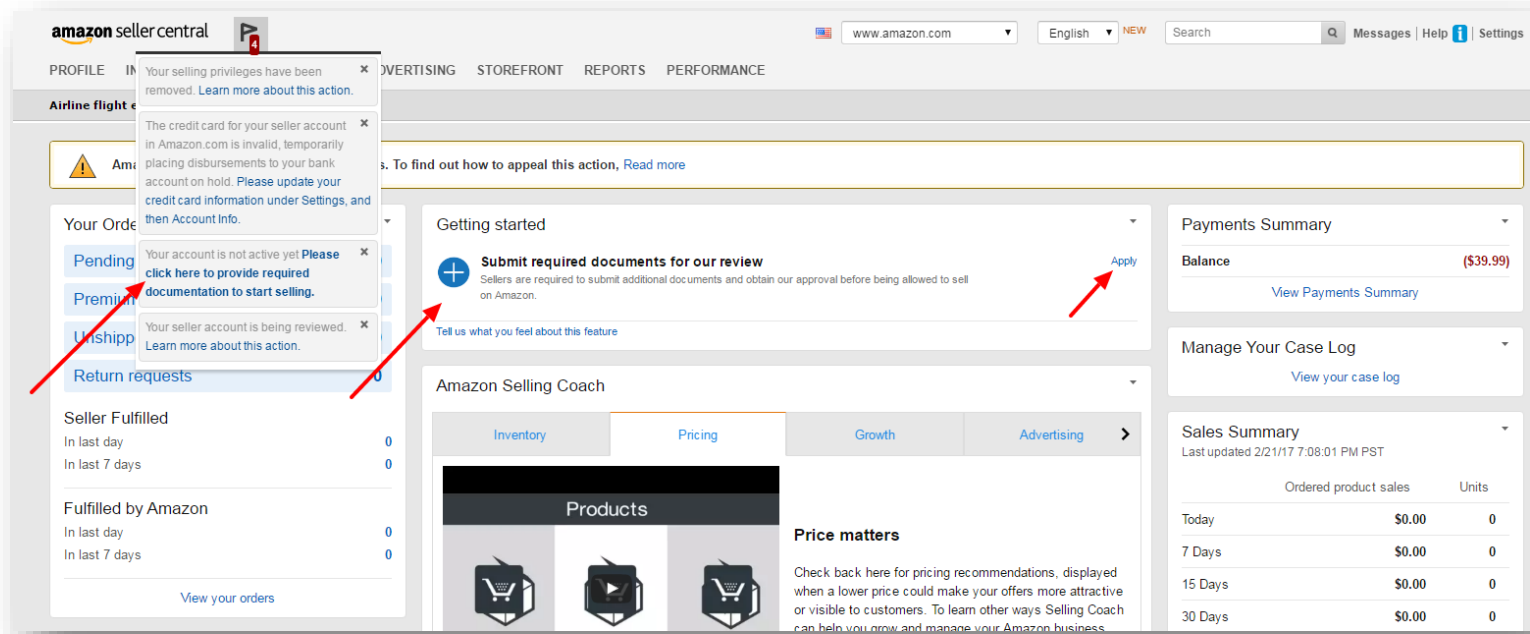 amazon seller central
4
www.amazon.com
English
NEW
Search
Messages | Help i | Settings
PROFILE
STOREFRONT REPORTS PERFORMANCE
Airline flight
Your selling privileges have been
removed. Learn more about this action.
The credit card for your seller account
in Amazon.com is invalid, temporarily
placing disbursements to your bank
account on hold. Please update your
credit card information under Settings, and
then Account Info.
Your account is not active yet Please
click here to provide required
documentation to start selling.
Your seller account is being reviewed.
Learn more about this action.
To find out how to appeal this action, Read more
Your
Pending
Return requests 0
Seller Fulfilled
In last day 0
In last 7 days 0
Fulfilled by Amazon
In last day 0
In last 7 days 0
View your orders
Getting started
Submit required documents for our review
Apply
Sellers are required to submit additional documents and obtain our approval before being allowed to sell
on Amazon.
Tell us what you feel about this feature
Amazon Selling Coach
Inventory Pricing Growth Advertising
Products
Price matters
Check back here for pricing recommendations, displayed
when a lower price could make your offers more attractive
or visible to customers. To learn other ways Selling Coach
can help you grow and manage your Amazon business,
Payments Summary
Balance ($39.99)
View Payments Summary
Manage Your Case Log
View your case log
Sales Summary
Last updated 2/21/17 7:08:01 PM PST
Ordered product sales Units
Today $0.00 0
7 Days $0.00 0
15 Days $0.00 0
30 Days $0.00 0